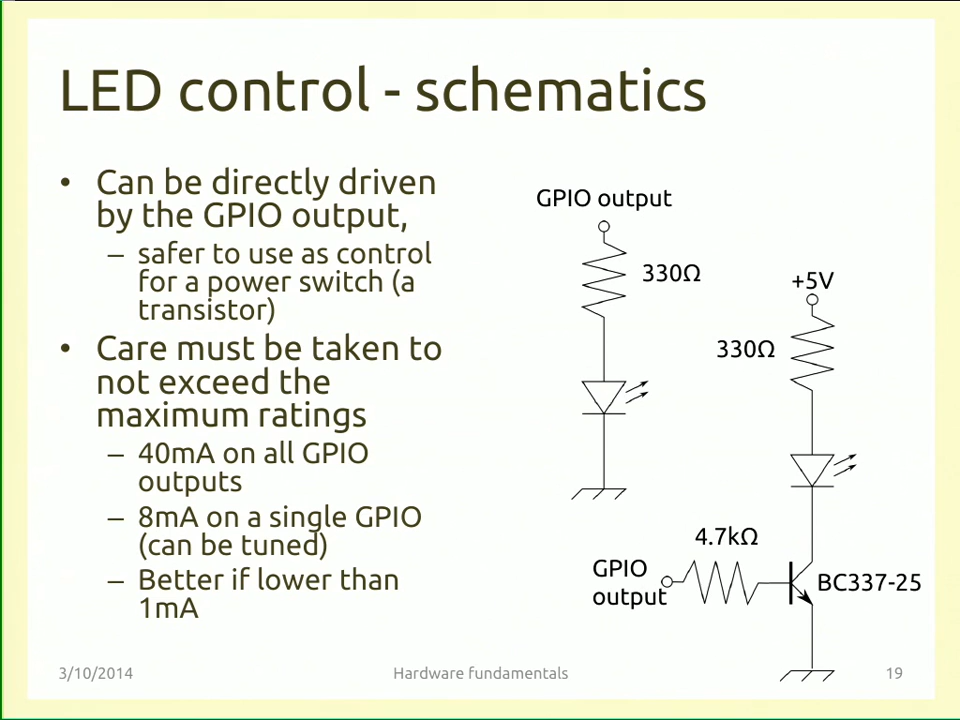 LED control - schematics
• Can be directly driven
by the GPIO output,
– safer to use as control
for a power switch (a
transistor)
• Care must be taken to
not exceed the
maximum ratings
– 40mA on all GPIO
outputs
– 8mA on a single GPIO
(can be tuned)
– Better if lower than
1mA
GPIO output
330Ω
+5V
330Ω
4.7kΩ
GPIO
output
BC337-25
3/10/2014
Hardware fundamentals
19